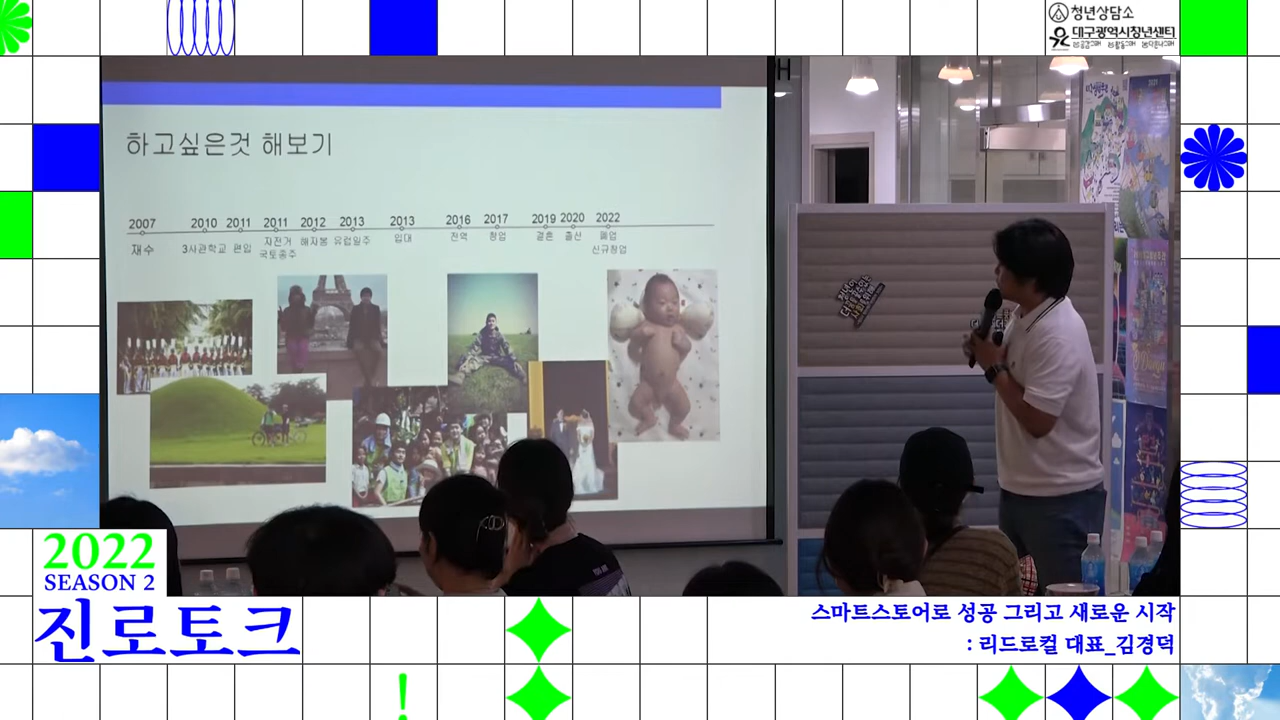 청년상담소
대구광역시청년센터
하고싶은것 해보기
2007 2010 2011 2011 2012 2013 2013 2016 2017 2019 2020 2022
재수 3사관학교 편입 자전거 해자봉 유럽일주 입대 전역 창업 결혼 출산 폐업
국토종주 신규창업
2022
SEASON 2
진로토크
!
스마트스토어로 성공 그리고 새로운 시작
: 리드로컬 대표_김경덕